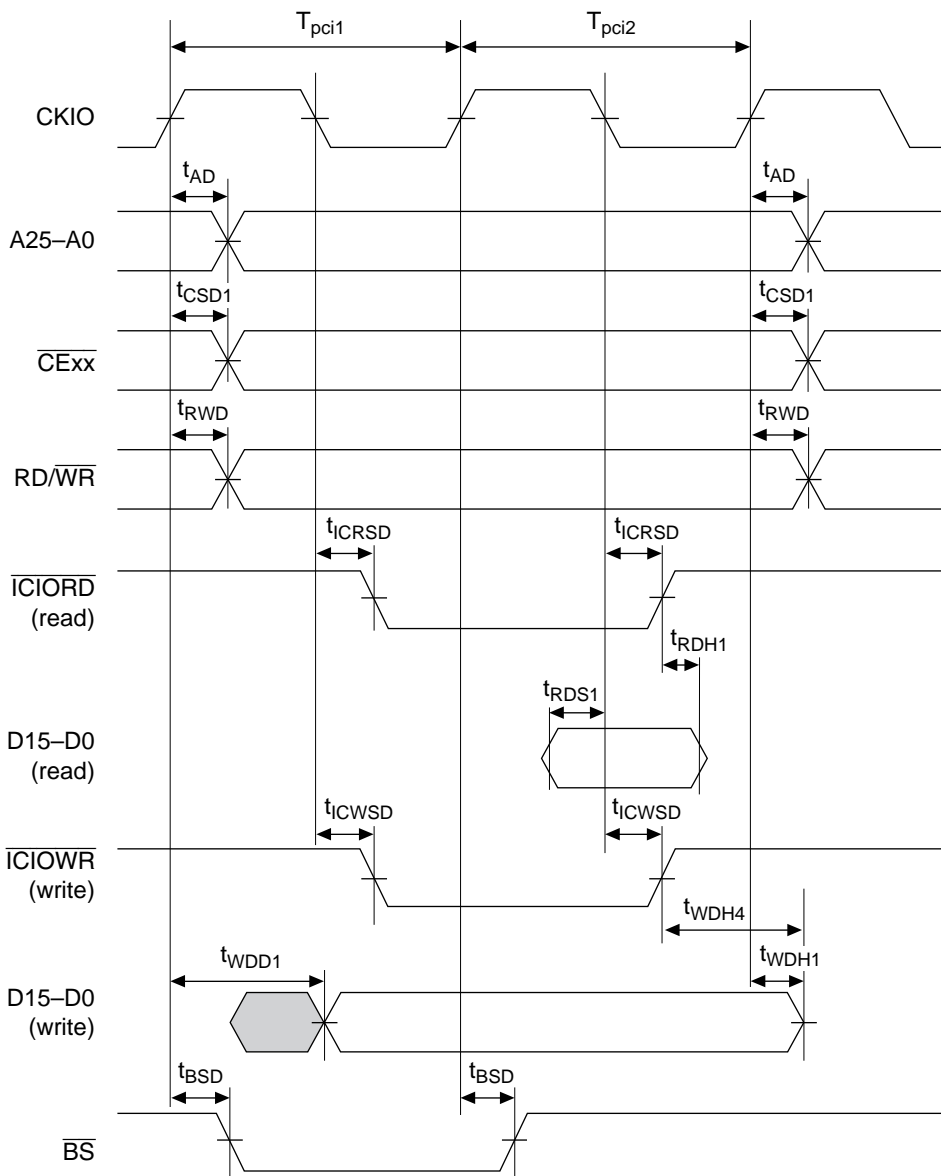 Tpci1 Tpci2
CKIO
tAD tAD
A25–A0
tCSD1 tCSD1
CExx
tRWD tRWD
RD/WR
tICRSD tICRSD
ICIORD
(read)
tRDH1
tRDS1
D15–D0
(read)
tICWSD tICWSD
ICIOWR
(write)
tWDH4
tWDD1 tWDH1
D15–D0
(write)
tBSD tBSD
BS